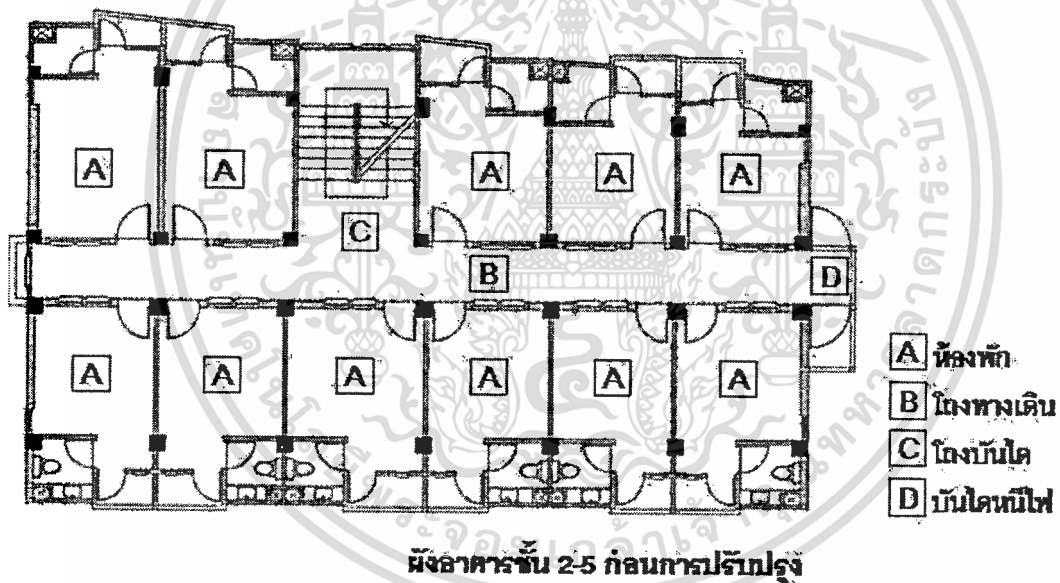 A A A A A
C
B D
A A A A A A
A ห้องพัก
B โถงทางเดิน
C โถงบันได
D บันไดหนีไฟ
ผังอาคารชั้น 2-5 ก่อนการปรับปรุง